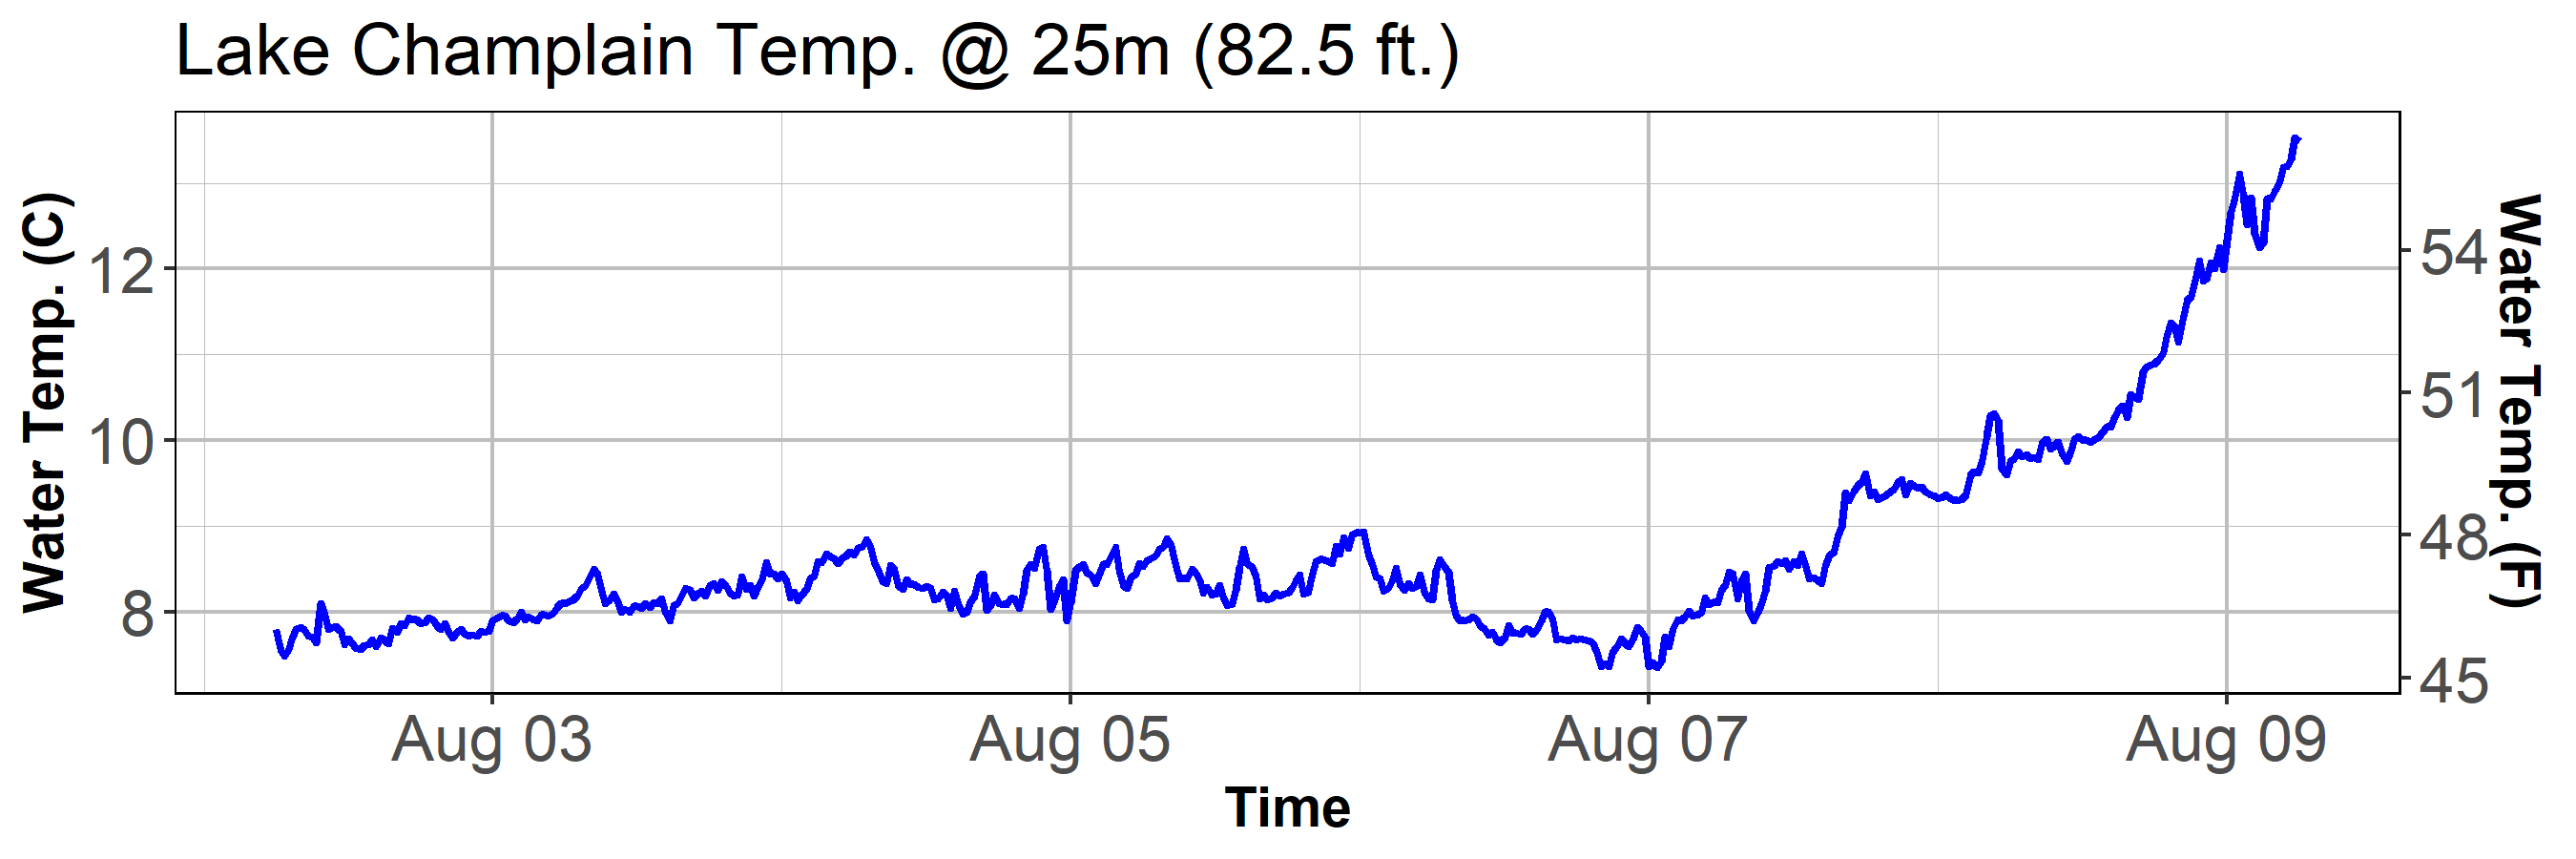 Lake Champlain Temp. @ 25m (82.5 ft.)
Water Temp. (C)
12
10
8
54
51
48
45
Water Temp. (F)
Aug 03
Aug 05
Aug 07
Aug 09
Time